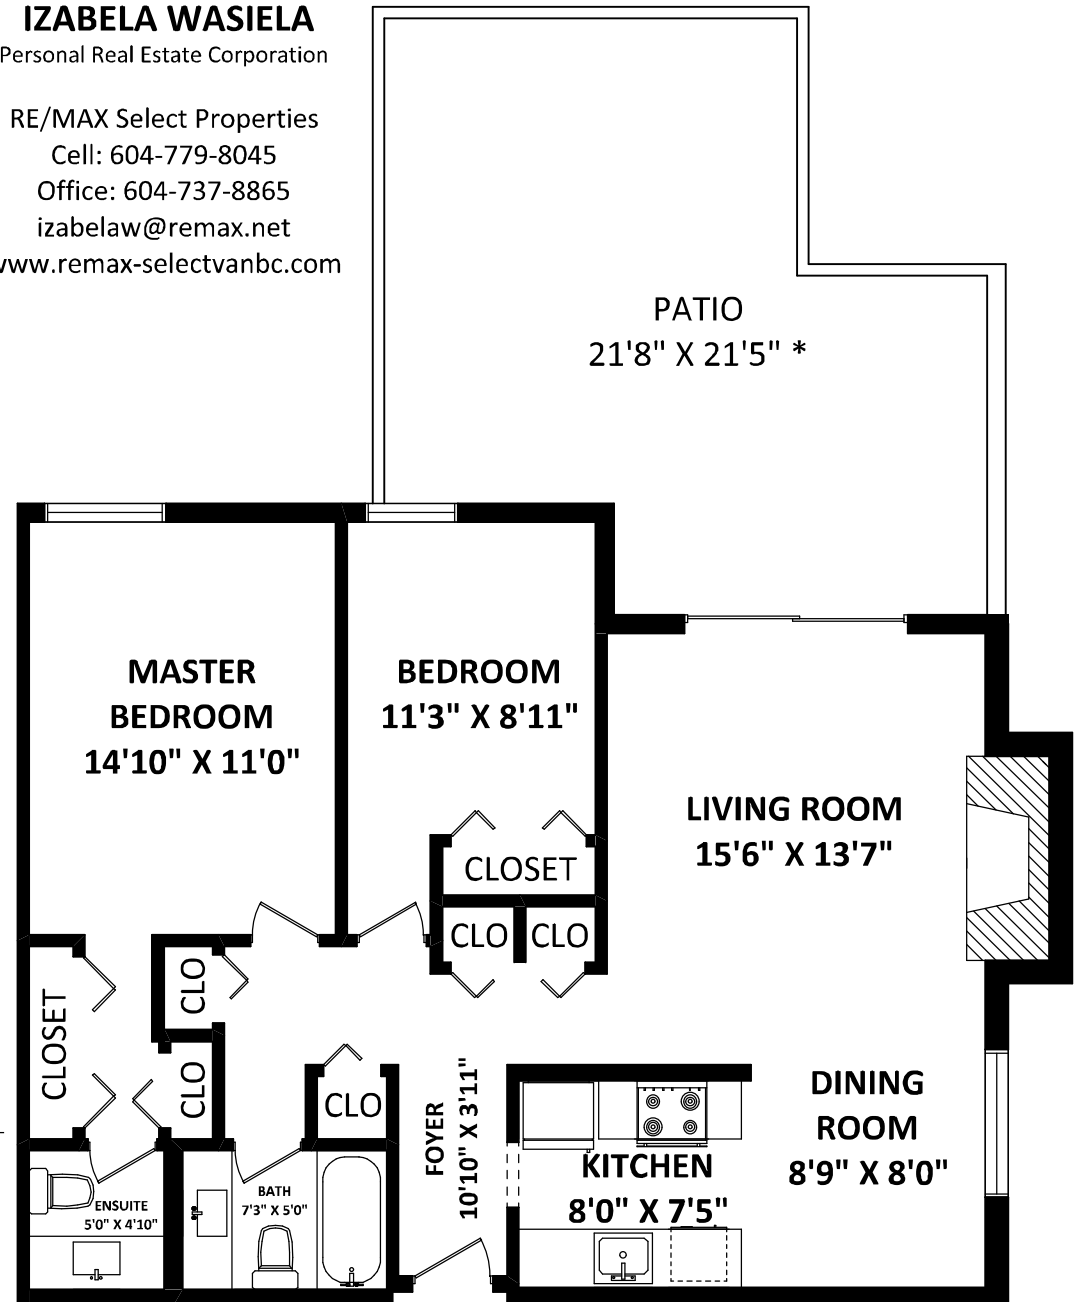 IZABELA WASIELA
Personal Real Estate Corporation
RE/MAX Select Properties
Cell: 604-779-8045
Office: 604-737-8865
izabelaw@remax.net
www.remax-selectvanbc.com
PATIO
21'8" X 21'5" *
MASTER
BEDROOM
14'10" X 11'0"
BEDROOM
11'3" X 8'11"
LIVING ROOM
15'6" X 13'7"
CLOSET
CLO
CLO
CLO
CLOSET
CLO
CLO
FOYER
10'10" X 3'11"
DINING
ROOM
8'9" X 8'0"
KITCHEN
8'0" X 7'5"
ENSUITE
5'0" X 4'10"
BATH
7'3" X 5'0"